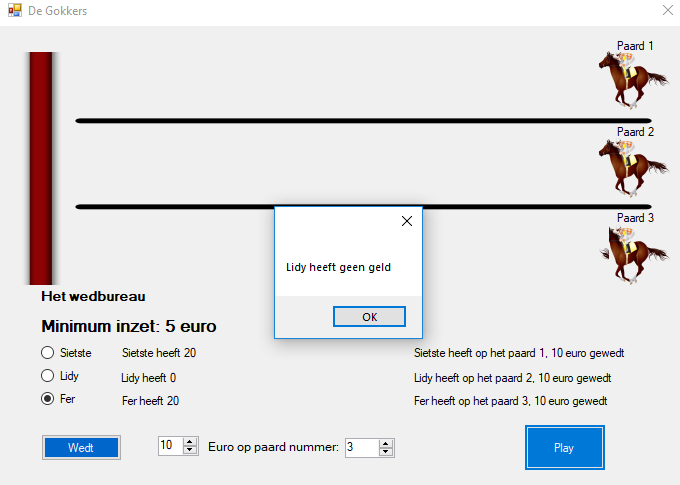 De Gokkers
Paard 1
Paard 2
Paard 3
Lidy heeft geen geld
OK
Het wedbureau
Minimum inzet: 5 euro
Sietste Sietste heeft 20 Sietste heeft op het paard 1, 10 euro gewedt
Lidy Lidy heeft 0 Lidy heeft op het paard 2, 10 euro gewedt
Fer Fer heeft 20 Fer heeft op het paard 3, 10 euro gewedt
Wedt 10 Euro op paard nummer: 3 Play